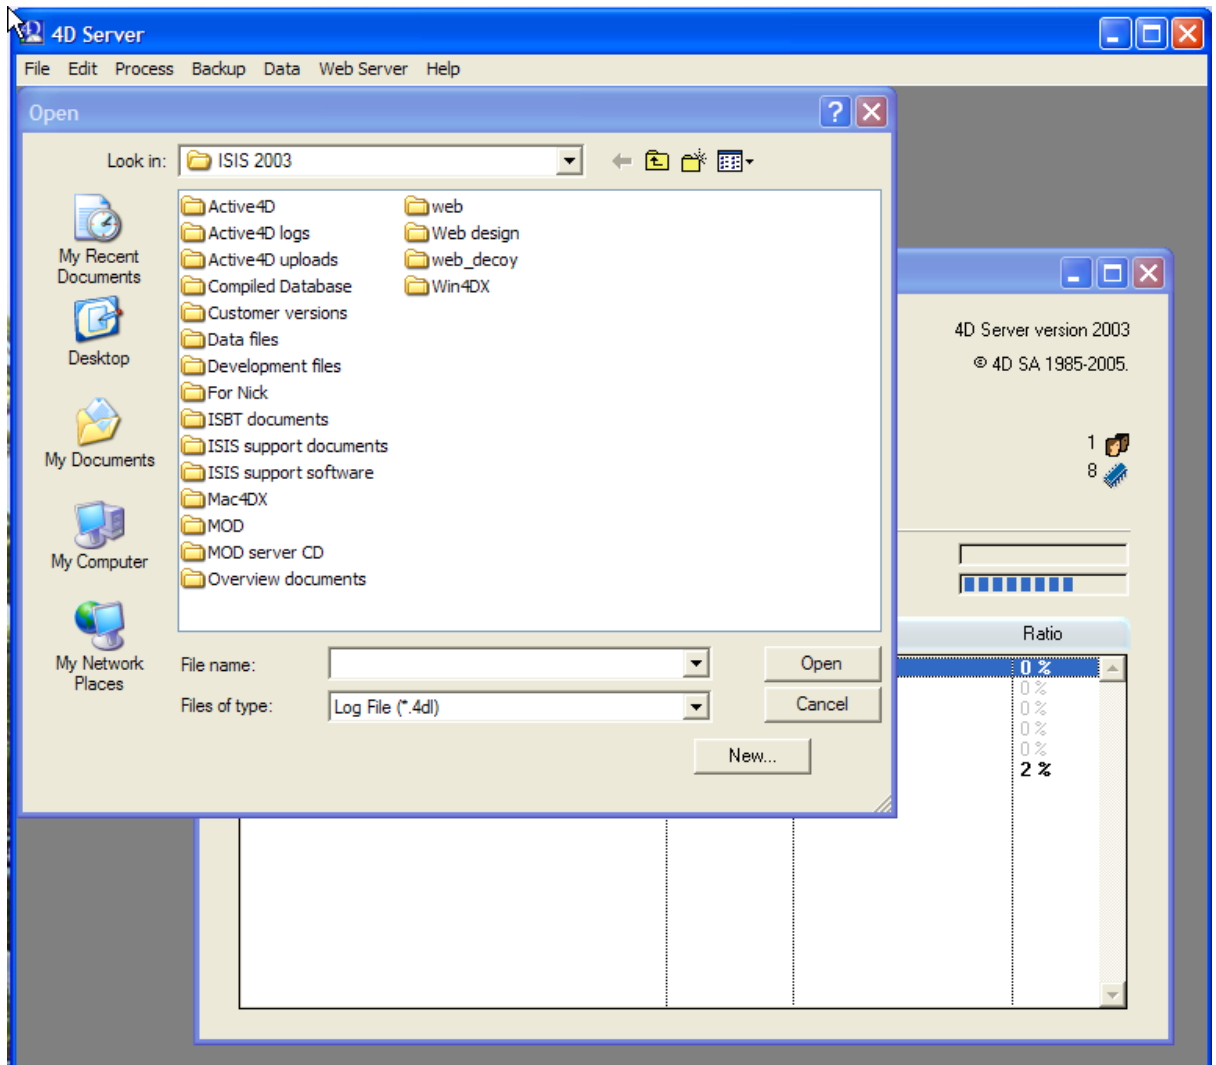 4D Server
File Edit Process Backup Data Web Server Help
Open
Look in: ISIS 2003
Active4D
Active4D logs
Active4D uploads
Compiled Database
Customer versions
Data files
Development files
For Nick
ISBT documents
ISIS support documents
ISIS support software
Mac4DX
MOD
MOD server CD
Overview documents
web
Web design
web_decoy
Win4DX
My Recent
Documents
Desktop
My Documents
My Computer
My Network
Places
File name:
Open
Files of type: Log File (*.4dl)
Cancel
New...
4D Server version 2003
© 4D SA 1985-2005.
1
8
Ratio
0 %
0 %
0 %
0 %
0 %
2 %